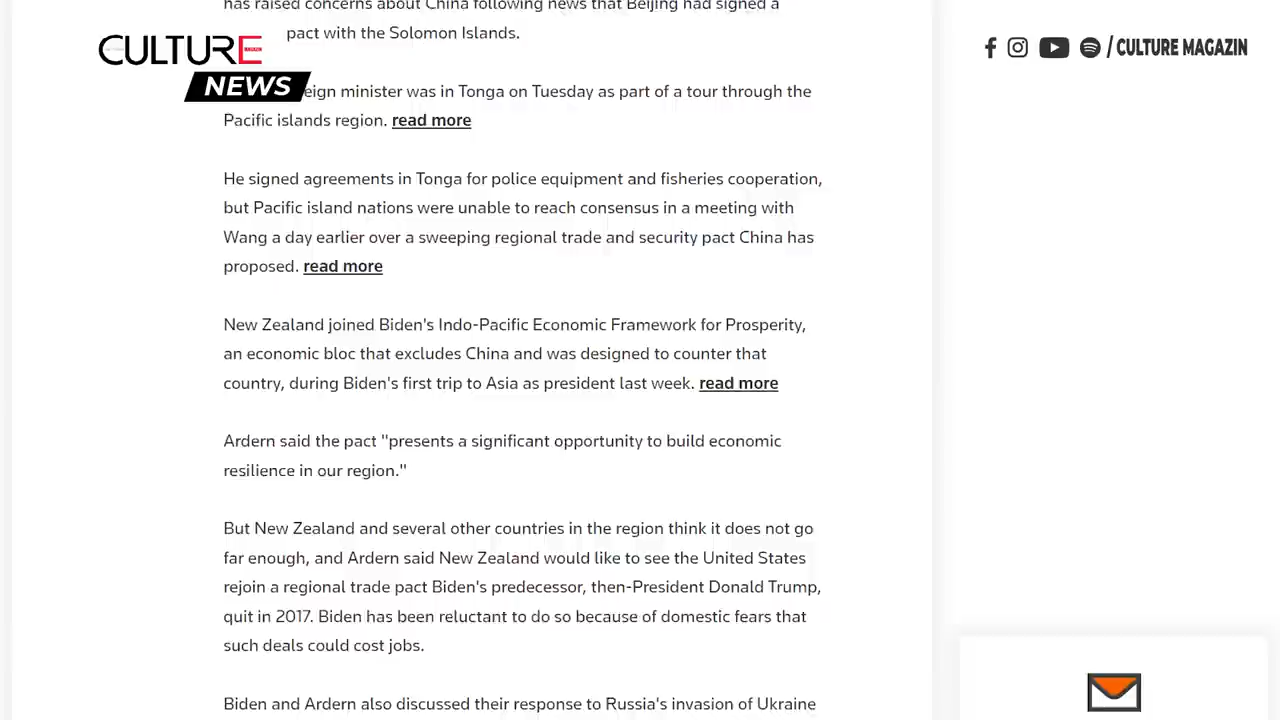 has raised concerns about China following news that Beijing had signed a
pact with the Solomon Islands.
CULTURE
NEWS
/ CULTURE MAGAZIN
eign minister was in Tonga on Tuesday as part of a tour through the
Pacific islands region. read more
He signed agreements in Tonga for police equipment and fisheries cooperation,
but Pacific island nations were unable to reach consensus in a meeting with
Wang a day earlier over a sweeping regional trade and security pact China has
proposed. read more
New Zealand joined Biden's Indo-Pacific Economic Framework for Prosperity,
an economic bloc that excludes China and was designed to counter that
country, during Biden's first trip to Asia as president last week. read more
Ardern said the pact "presents a significant opportunity to build economic
resilience in our region."
But New Zealand and several other countries in the region think it does not go
far enough, and Ardern said New Zealand would like to see the United States
rejoin a regional trade pact Biden's predecessor, then-President Donald Trump,
quit in 2017. Biden has been reluctant to do so because of domestic fears that
such deals could cost jobs.
Biden and Ardern also discussed their response to Russia's invasion of Ukraine